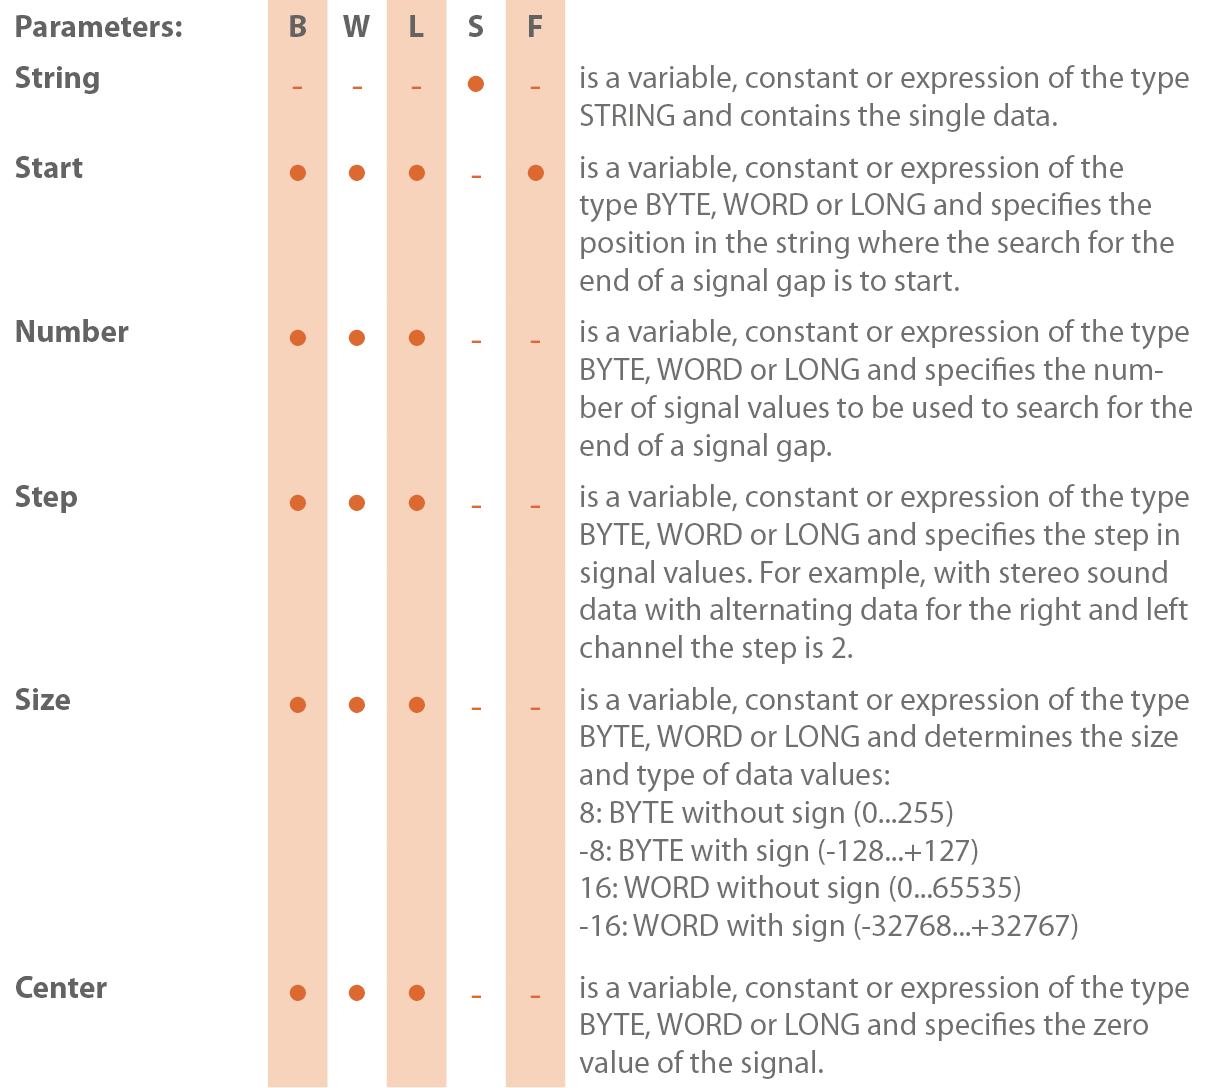 Parameters: B W L S F
String - - - ● - is a variable, constant or expression of the type
STRING and contains the single data.
Start ● ● ● - ● is a variable, constant or expression of the
type BYTE, WORD or LONG and specifies the
position in the string where the search for the
end of a signal gap is to start.
Number ● ● ● - - is a variable, constant or expression of the type
BYTE, WORD or LONG and specifies the num-
ber of signal values to be used to search for the
end of a signal gap.
Step ● ● ● - - is a variable, constant or expression of the type
BYTE, WORD or LONG and specifies the step in
signal values. For example, with stereo sound
data with alternating data for the right and left
channel the step is 2.
Size ● ● ● - - is a variable, constant or expression of the type
BYTE, WORD or LONG and determines the size
and type of data values:
8: BYTE without sign (0...255)
-8: BYTE with sign (-128...+127)
16: WORD without sign (0...65535)
-16: WORD with sign (-32768...+32767)
Center ● ● ● - - is a variable, constant or expression of the type
BYTE, WORD or LONG and specifies the zero
value of the signal.